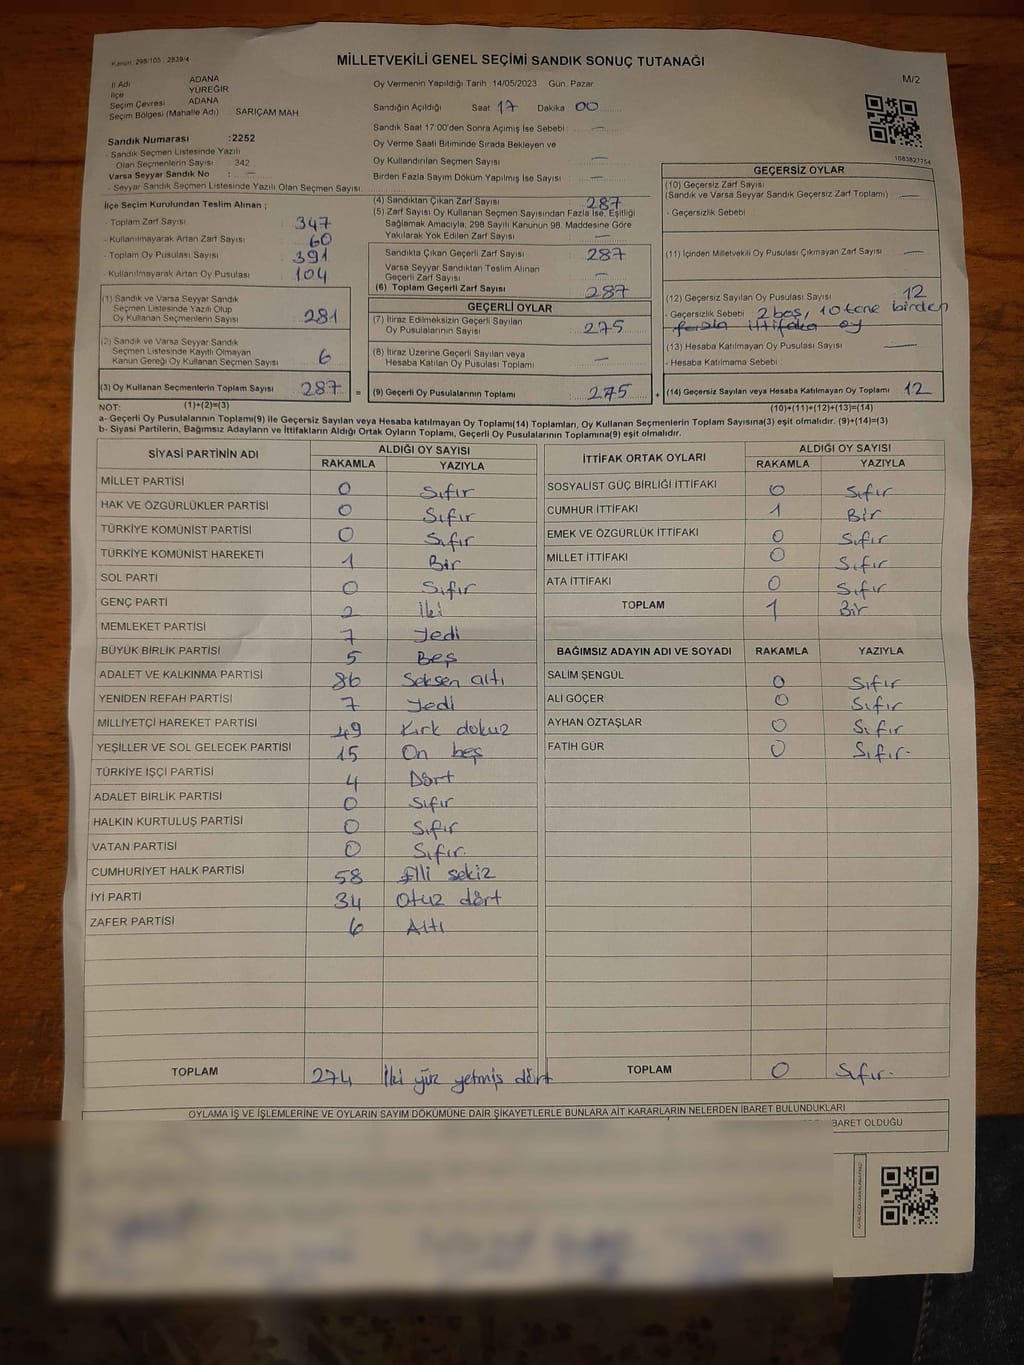 Kanun: 298/105 ; 2839/4
MİLLETVEKİLİ GENEL SEÇİMİ SANDIK SONUÇ TUTANAĞI
M/2
İl Adı ADANA
İlçe YÜREĞİR
Seçim Çevresi ADANA
Seçim Bölgesi (Mahalle Adı) SARIÇAM MAH
Sandık Numarası :2252
- Sandık Seçmen Listesinde Yazılı
Olan Seçmenlerin Sayısı : 342
Varsa Seyyar Sandık No : —
- Seyyar Sandık Listesinde Yazılı Olan Seçmen Sayısı:
Oy Vermenin Yapıldığı Tarih :14/05/2023 Gün: Pazar
Sandığın Açıldığı Saat 17 Dakika 00
Sandık Saat 17:00'den Sonra Açımış İse Sebebi : —
Oy Verme Saati Bitiminde Sırada Bekleyen ve
Oy Kullandırılan Seçmen Sayısı —
Birden Fazla Sayım Döküm Yapılmış İse Sayısı —
1083827754
İlçe Seçim Kurulundan Teslim Alınan ;
- Toplam Zarf Sayısı 347
- Kullanılmayarak Artan Zarf Sayısı 60
- Toplam Oy Pusulası Sayısı 391
- Kullanılmayarak Artan Oy Pusulası 104
(1) Sandık ve Varsa Seyyar Sandık
Seçmen Listesinde Yazılı Olup
Oy Kullanan Seçmenlerin Sayısı 281
(2) Sandık ve Varsa Seyyar Sandık
Seçmen Listesinde Kayıtlı Olmayan
Kanun Gereği Oy Kullanan Seçmen Sayısı 6
(3) Oy Kullanan Seçmenlerin Toplam Sayısı 287 =
(4) Sandıktan Çıkan Zarf Sayısı 287
(5) Zarf Sayısı Oy Kullanan Seçmen Sayısından Fazla İse, Eşitliği
Sağlamak Amacıyla; 298 Sayılı Kanunun 98. Maddesine Göre
Yakılarak Yok Edilen Zarf Sayısı —
Sandıkta Çıkan Geçerli Zarf Sayısı 287
Varsa Seyyar Sandıktan Teslim Alınan
Geçerli Zarf Sayısı —
(6) Toplam Geçerli Zarf Sayısı 287
GEÇERLİ OYLAR
(7) İtiraz Edilmeksizin Geçerli Sayılan
Oy Pusulalarının Sayısı 275
(8) İtiraz Üzerine Geçerli Sayılan veya
Hesaba Katılan Oy Pusulaları Toplamı —
(9) Geçerli Oy Pusulalarının Toplamı 275 +
GEÇERSİZ OYLAR
(10) Geçersiz Zarf Sayısı
(Sandık ve Varsa Seyyar Sandık Geçersiz Zarf Toplamı) —
- Geçersizlik Sebebi
(11) İçinden Milletvekili Oy Pusulası Çıkmayan Zarf Sayısı —
(12) Geçersiz Sayılan Oy Pusulası Sayısı 12
- Geçersizlik Sebebi 2 boş, 10 tane birden
fazla ittifaka oy
(13) Hesaba Katılmayan Oy Pusulası Sayısı —
- Hesaba Katılmama Sebebi :
(14) Geçersiz Sayılan veya Hesaba Katılmayan Oy Toplamı 12
NOT: (1)+(2)=(3) (10)+(11)+(12)+(13)=(14)
a- Geçerli Oy Pusulalarının Toplamı(9) ile Geçersiz Sayılan veya Hesaba katılmayan Oy Toplamı(14) Toplamları, Oy Kullanan Seçmenlerin Toplam Sayısına(3) eşit olmalıdır. (9)+(14)=(3)
b- Siyasi Partilerin, Bağımsız Adayların ve İttifakların Aldığı Ortak Oyların Toplamı, Geçerli Oy Pusulalarının Toplamına(9) eşit olmalıdır.
SİYASİ PARTİNİN ADI ALDIĞI OY SAYISI
RAKAMLA YAZIYLA
MİLLET PARTİSİ 0 Sıfır
HAK VE ÖZGÜRLÜKLER PARTİSİ 0 Sıfır
TÜRKİYE KOMÜNİST PARTİSİ 0 Sıfır
TÜRKİYE KOMÜNİST HAREKETİ 1 Bir
SOL PARTİ 0 Sıfır
GENÇ PARTİ 2 İki
MEMLEKET PARTİSİ 7 Yedi
BÜYÜK BİRLİK PARTİSİ 5 Beş
ADALET VE KALKINMA PARTİSİ 86 Seksen altı
YENİDEN REFAH PARTİSİ 7 Yedi
MİLLİYETÇİ HAREKET PARTİSİ 49 Kırk dokuz
YEŞİLLER VE SOL GELECEK PARTİSİ 15 On beş
TÜRKİYE İŞÇİ PARTİSİ 4 Dört
ADALET BİRLİK PARTİSİ 0 Sıfır
HALKIN KURTULUŞ PARTİSİ 0 Sıfır
VATAN PARTİSİ 0 Sıfır.
CUMHURİYET HALK PARTİSİ 58 Elli sekiz
İYİ PARTİ 34 Otuz dört
ZAFER PARTİSİ 6 Altı
TOPLAM 274 İki yüz yetmiş dört
İTTİFAK ORTAK OYLARI ALDIĞI OY SAYISI
RAKAMLA YAZIYLA
SOSYALİST GÜÇ BİRLİĞİ İTTİFAKI 0 Sıfır
CUMHUR İTTİFAKI 1 Bir
EMEK VE ÖZGÜRLÜK İTTİFAKI 0 Sıfır
MİLLET İTTİFAKI 0 Sıfır
ATA İTTİFAKI 0 Sıfır
TOPLAM 1 Bir
BAĞIMSIZ ADAYIN ADI VE SOYADI RAKAMLA YAZIYLA
SALİM ŞENGÜL 0 Sıfır
ALİ GÖÇER 0 Sıfır
AYHAN ÖZTAŞLAR 0 Sıfır
FATİH GÜR 0 Sıfır.
TOPLAM 0 Sıfır.
OYLAMA İŞ VE İŞLEMLERİNE VE OYLARIN SAYIM DÖKÜMÜNE DAİR ŞİKAYETLERLE BUNLARA AİT KARARLARIN NELERDEN İBARET BULUNDUKLARI
BARET OLDUĞU